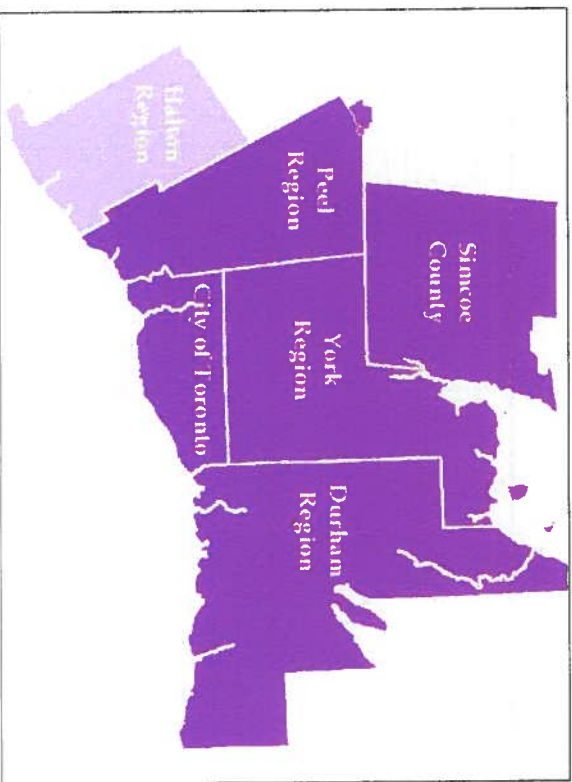 Simcoe
County
Peel
Region
York
Region
Durham
Region
City of Toronto
Halton
Region